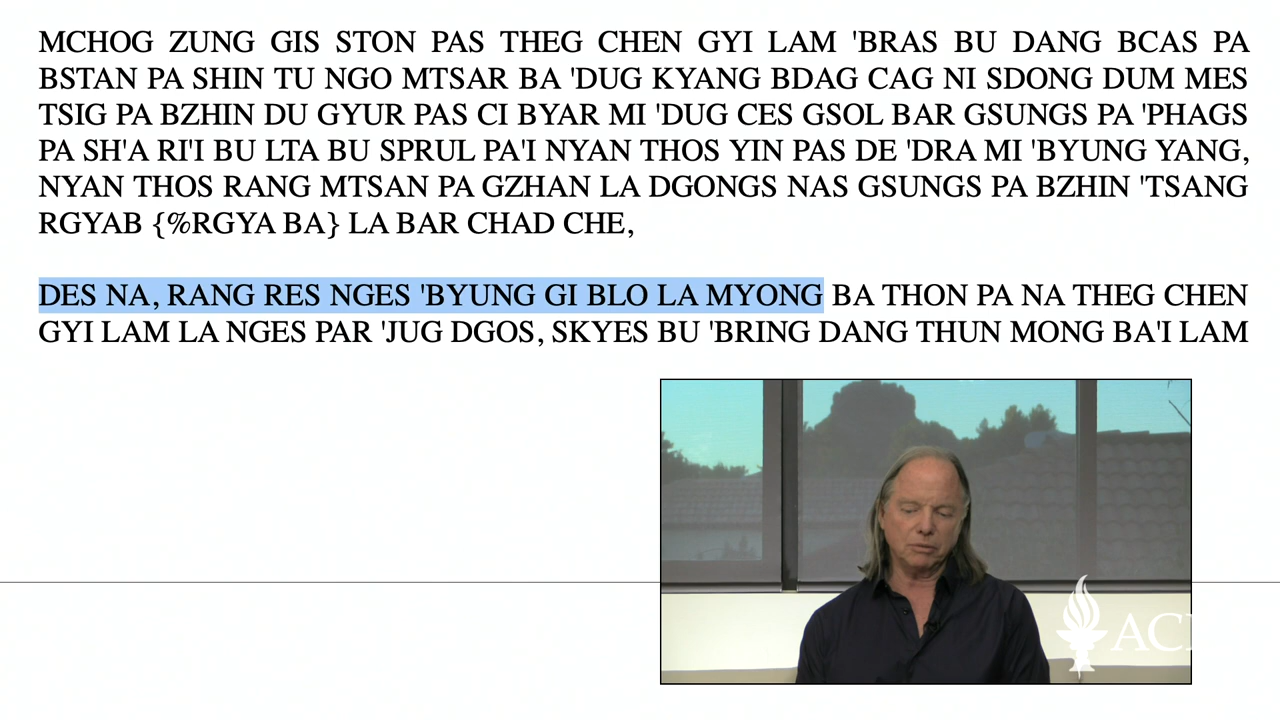 MCHOG ZUNG GIS STON PAS THEG CHEN GYI LAM 'BRAS BU DANG BCAS PA
BSTAN PA SHIN TU NGO MTSAR BA 'DUG KYANG BDAG CAG NI SDONG DUM MES
TSIG PA BZHIN DU GYUR PAS CI BYAR MI 'DUG CES GSOL BAR GSUNGS PA 'PHAGS
PA SH'A RI'I BU LTA BU SPRUL PA'I NYAN THOS YIN PAS DE 'DRA MI 'BYUNG YANG,
NYAN THOS RANG MTSAN PA GZHAN LA DGONGS NAS GSUNGS PA BZHIN 'TSANG
RGYAB {%RGYA BA} LA BAR CHAD CHE,
DES NA, RANG RES NGES 'BYUNG GI BLO LA MYONG BA THON PA NA THEG CHEN
GYI LAM LA NGES PAR 'JUG DGOS, SKYES BU 'BRING DANG THUN MONG BA'I LAM